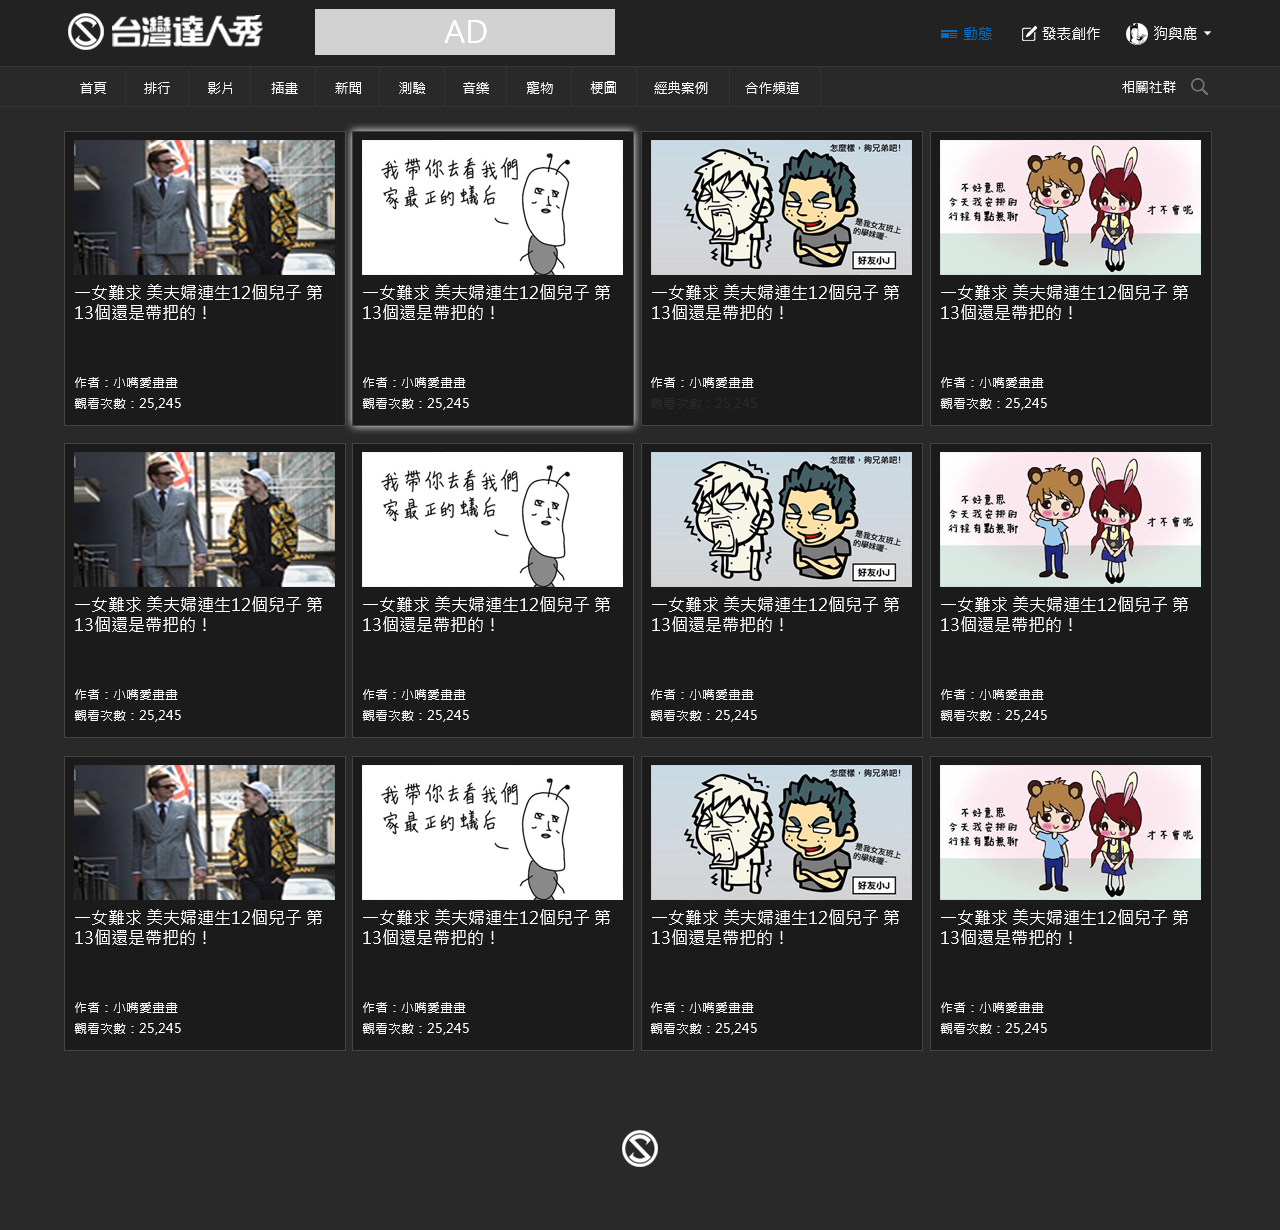 台灣達人秀
AD
動態
發表創作
狗與鹿
首頁 排行 影片 插畫 新聞 測驗 音樂 寵物 梗圖 經典案例 合作頻道 相關社群
我帶你去看我們
家最正的蟻后
怎麼樣，夠兄弟吧!
是我女友班上
的學妹喔~
好友小J
不好意思
今天我安排的
行程有點無聊
才不會呢
一女難求 美夫婦連生12個兒子 第
13個還是帶把的！
作者：小嘴愛畫畫
觀看次數：25,245
一女難求 美夫婦連生12個兒子 第
13個還是帶把的！
作者：小嘴愛畫畫
觀看次數：25,245
一女難求 美夫婦連生12個兒子 第
13個還是帶把的！
作者：小嘴愛畫畫
觀看次數：25,245
一女難求 美夫婦連生12個兒子 第
13個還是帶把的！
作者：小嘴愛畫畫
觀看次數：25,245
我帶你去看我們
家最正的蟻后
怎麼樣，夠兄弟吧!
是我女友班上
的學妹喔~
好友小J
不好意思
今天我安排的
行程有點無聊
才不會呢
一女難求 美夫婦連生12個兒子 第
13個還是帶把的！
作者：小嘴愛畫畫
觀看次數：25,245
一女難求 美夫婦連生12個兒子 第
13個還是帶把的！
作者：小嘴愛畫畫
觀看次數：25,245
一女難求 美夫婦連生12個兒子 第
13個還是帶把的！
作者：小嘴愛畫畫
觀看次數：25,245
一女難求 美夫婦連生12個兒子 第
13個還是帶把的！
作者：小嘴愛畫畫
觀看次數：25,245
我帶你去看我們
家最正的蟻后
怎麼樣，夠兄弟吧!
是我女友班上
的學妹喔~
好友小J
不好意思
今天我安排的
行程有點無聊
才不會呢
一女難求 美夫婦連生12個兒子 第
13個還是帶把的！
作者：小嘴愛畫畫
觀看次數：25,245
一女難求 美夫婦連生12個兒子 第
13個還是帶把的！
作者：小嘴愛畫畫
觀看次數：25,245
一女難求 美夫婦連生12個兒子 第
13個還是帶把的！
作者：小嘴愛畫畫
觀看次數：25,245
一女難求 美夫婦連生12個兒子 第
13個還是帶把的！
作者：小嘴愛畫畫
觀看次數：25,245